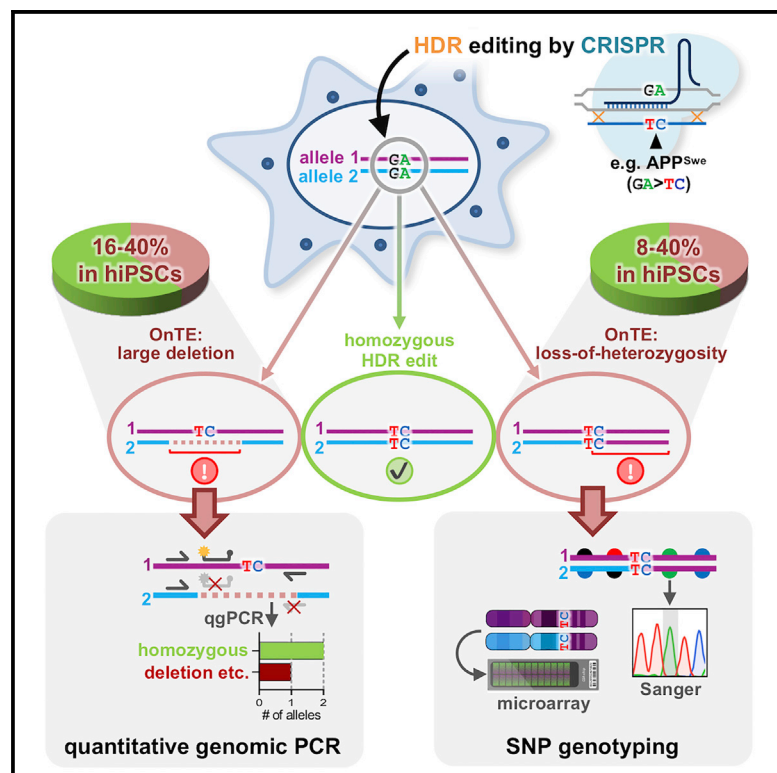 HDR editing by CRISPR
GA
TC
e.g. APPSwe
(GA>TC)
allele 1 GA
allele 2 GA
16-40%
in hiPSCs
8-40%
in hiPSCs
OnTE:
large deletion
homozygous
HDR edit
OnTE:
loss-of-heterozygosity
1 TC
2
!
1 TC
2 TC
1 TC
2 TC
!
1 TC
2
qgPCR
homozygous
deletion etc.
0 1 2
# of alleles
quantitative genomic PCR
1 TC
2 TC
TC
TC
microarray
Sanger
SNP genotyping